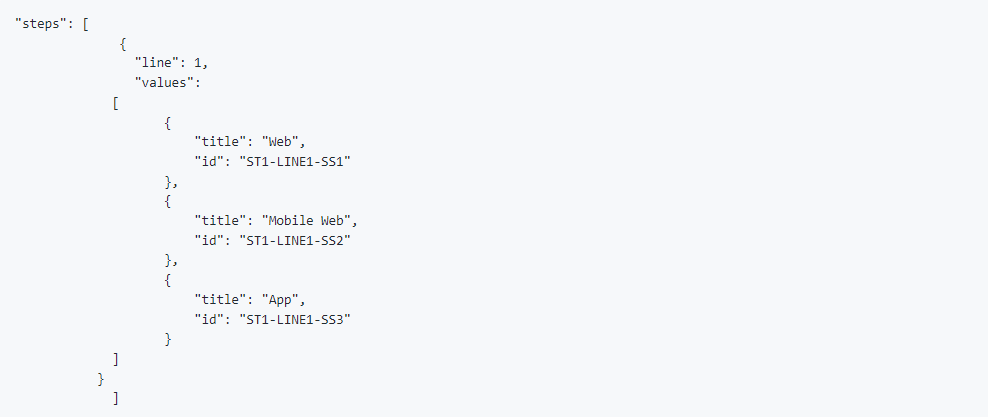 "steps": [
{
"line": 1,
"values":
[
{
"title": "Web",
"id": "ST1-LINE1-SS1"
},
{
"title": "Mobile Web",
"id": "ST1-LINE1-SS2"
},
{
"title": "App",
"id": "ST1-LINE1-SS3"
}
]
}
]